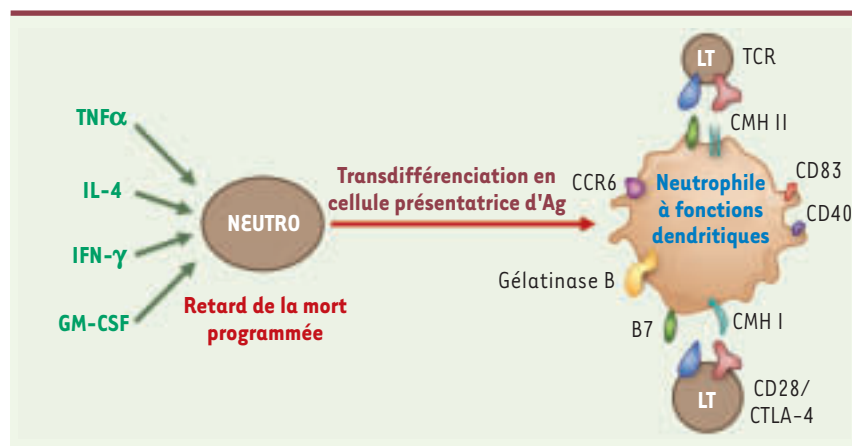 TNFα
IL-4
IFN-γ
GM-CSF
NEUTRO
Retard de la mort
programmée
Transdifférenciation en
cellule présentatrice d'Ag
LT
TCR
CMH II
CCR6
CD83
CD40
Neutrophile
à fonctions
dendritiques
Gélatinase B
B7
CMH I
LT
CD28/
CTLA-4